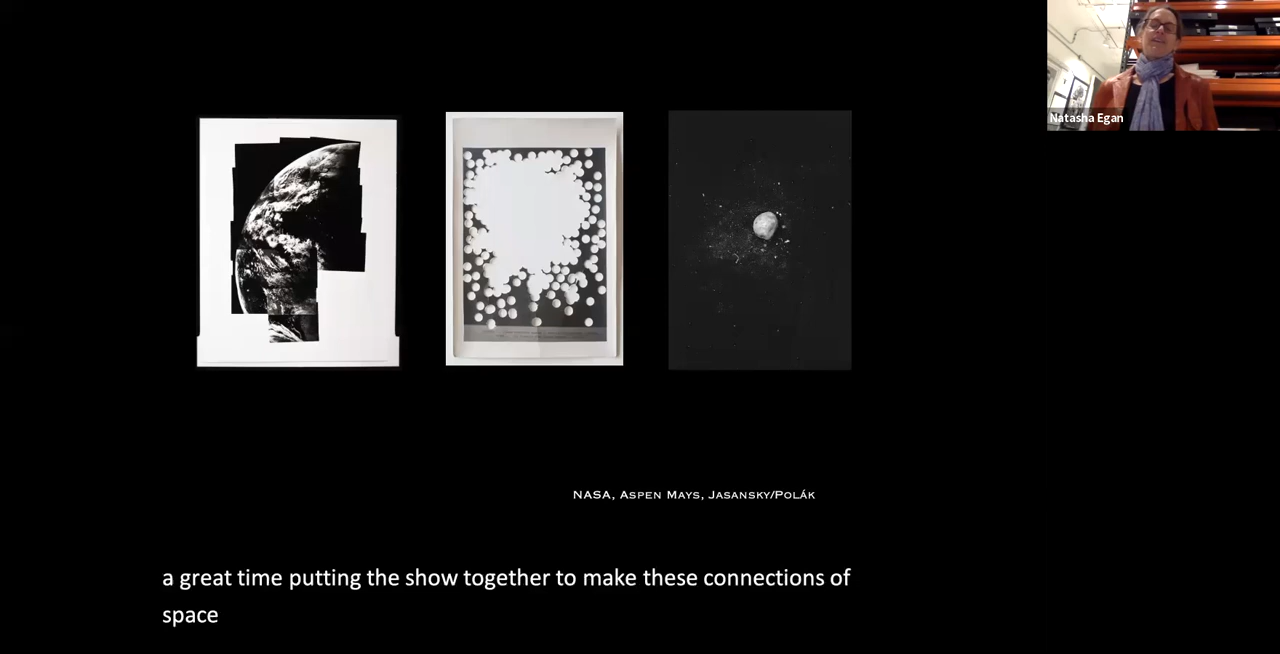 Natasha Egan
NASA, Aspen Mays, Jasansky/Polák
a great time putting the show together to make these connections of
space